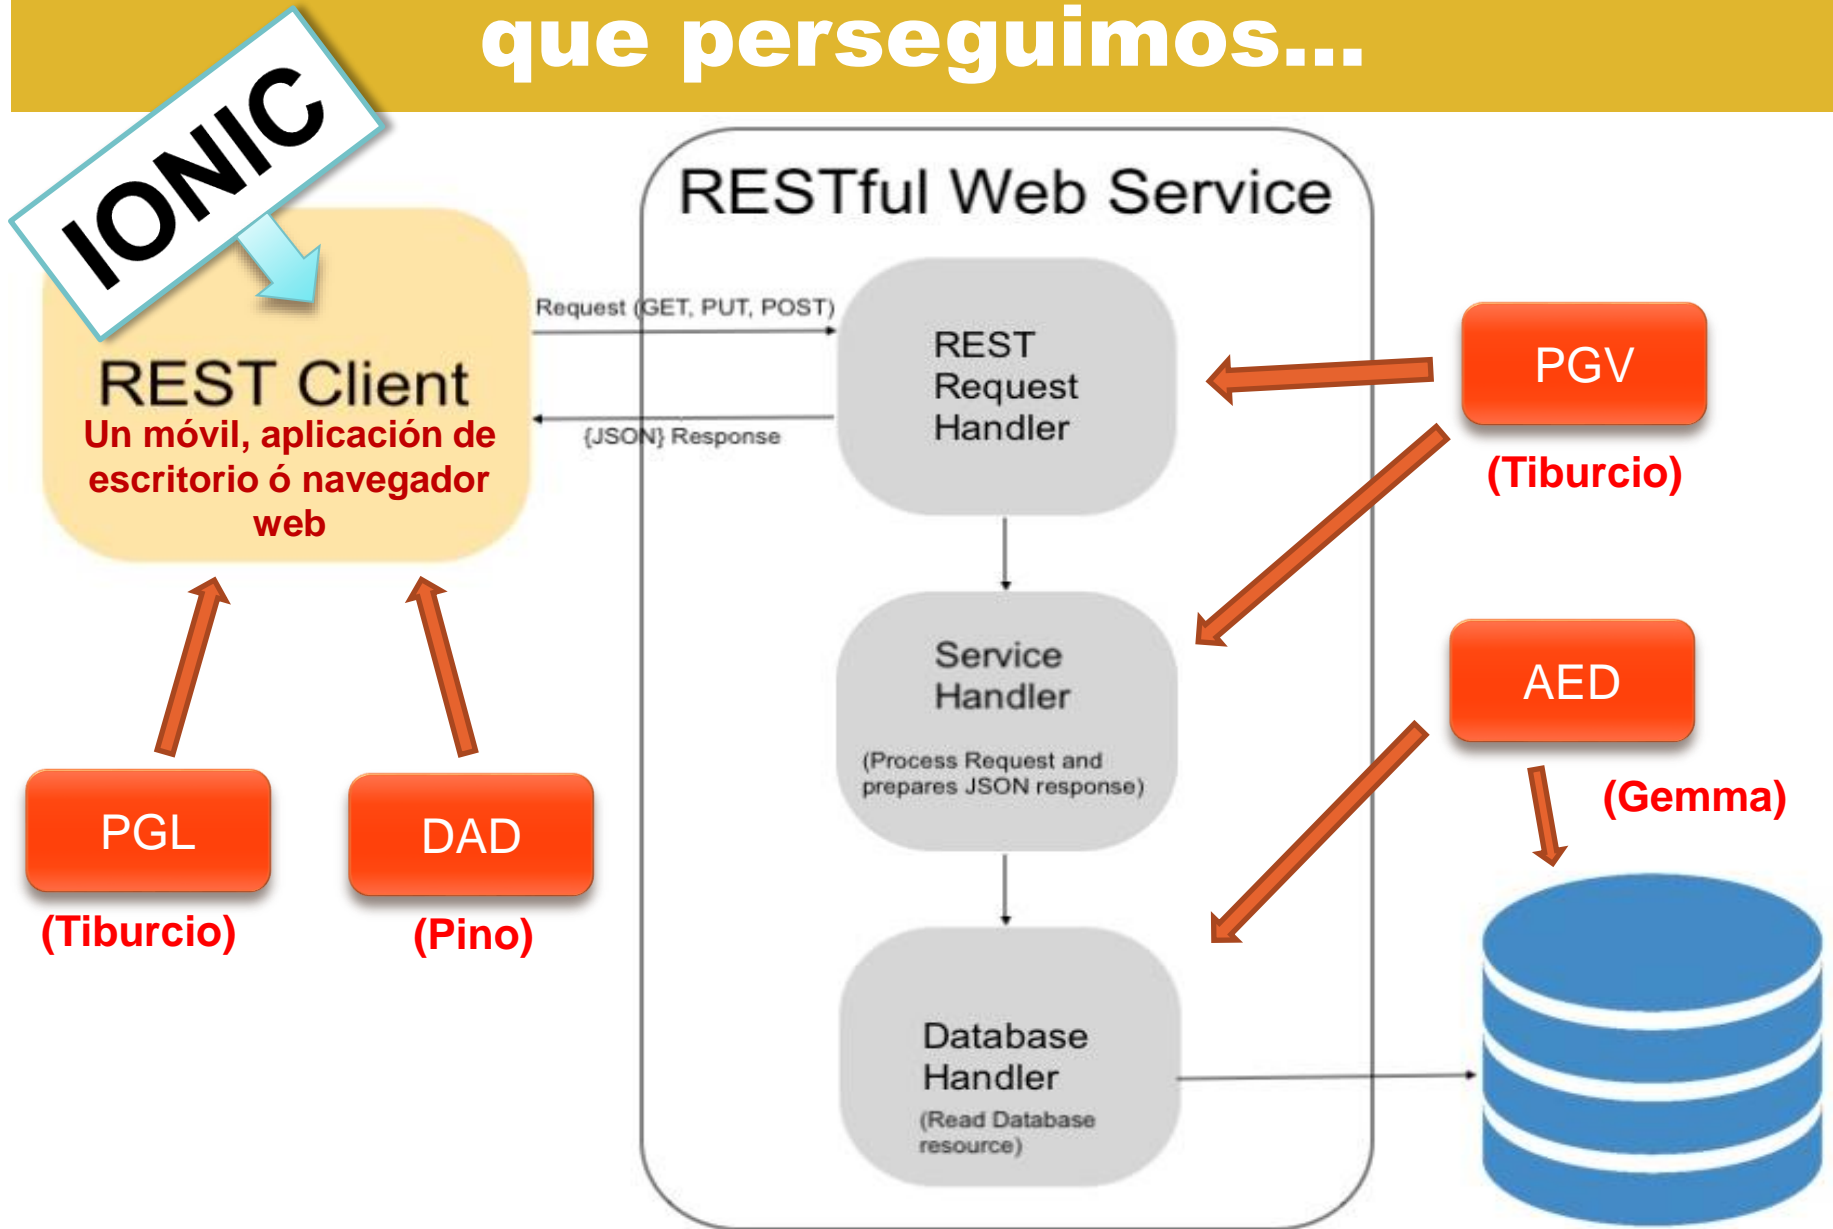 que perseguimos...
IONIC
RESTful Web Service
Request (GET, PUT, POST)
REST
Request
Handler
PGV
REST Client
Un móvil, aplicación de
escritorio ó navegador
web
{JSON} Response
(Tiburcio)
Service
Handler
(Process Request and
prepares JSON response)
AED
(Gemma)
PGL
DAD
(Tiburcio)
(Pino)
Database
Handler
(Read Database
resource)